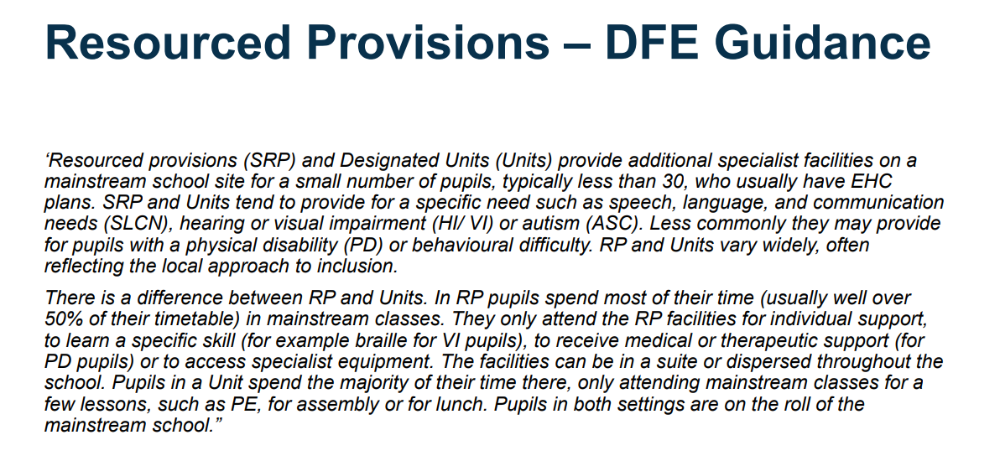 Resourced Provisions – DFE Guidance
‘Resourced provisions (SRP) and Designated Units (Units) provide additional specialist facilities on a
mainstream school site for a small number of pupils, typically less than 30, who usually have EHC
plans. SRP and Units tend to provide for a specific need such as speech, language, and communication
needs (SLCN), hearing or visual impairment (HI/ VI) or autism (ASC). Less commonly they may provide
for pupils with a physical disability (PD) or behavioural difficulty. RP and Units vary widely, often
reflecting the local approach to inclusion.
There is a difference between RP and Units. In RP pupils spend most of their time (usually well over
50% of their timetable) in mainstream classes. They only attend the RP facilities for individual support,
to learn a specific skill (for example braille for VI pupils), to receive medical or therapeutic support (for
PD pupils) or to access specialist equipment. The facilities can be in a suite or dispersed throughout the
school. Pupils in a Unit spend the majority of their time there, only attending mainstream classes for a
few lessons, such as PE, for assembly or for lunch. Pupils in both settings are on the roll of the
mainstream school.”